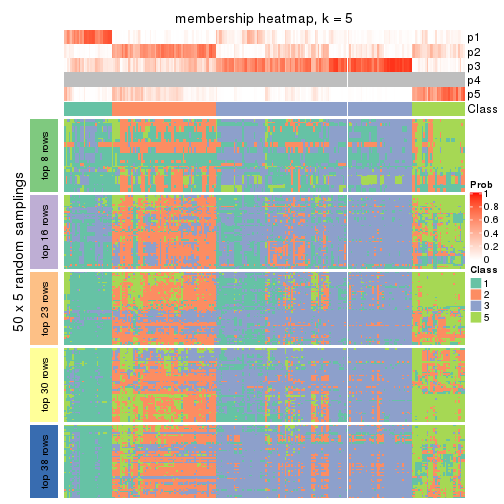 membership heatmap, k = 5
p1
p2
p3
p4
p5
Class
50 x 5 random samplings
top 8 rows
top 16 rows
top 23 rows
top 30 rows
top 38 rows
Prob
1
0.8
0.6
0.4
0.2
0
Class
1
2
3
5